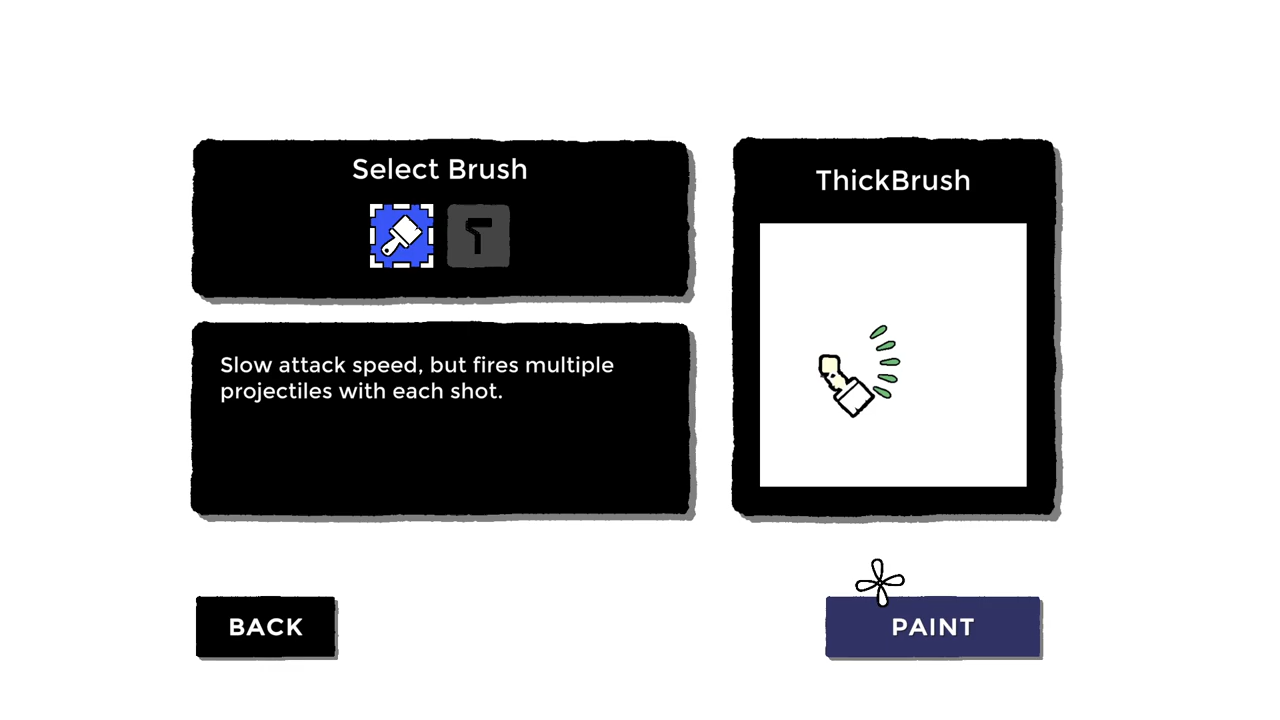 Select Brush
ThickBrush
Slow attack speed, but fires multiple
projectiles with each shot.
BACK
PAINT